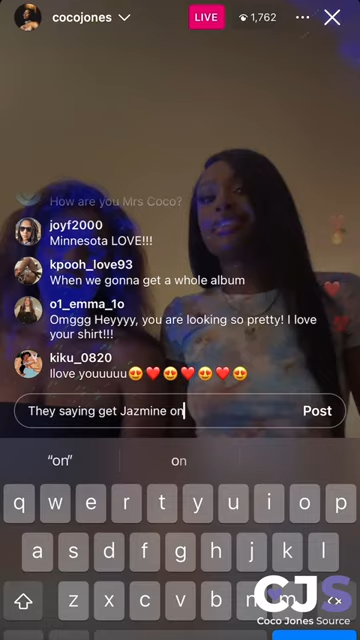 cocojones
LIVE
1,762
How are you Mrs Coco?
joyf2000
Minnesota LOVE!!!
kpooh_love93
When we gonna get a whole album
o1_emma_1o
Omggg Heyyyy, you are looking so pretty! I love
your shirt!!!
kiku_0820
Ilove youuuuu😍❤️😍❤️😍❤️😍
They saying get Jazmine on
Post
“on”
on
q w e r t y u i o p
a s d f g h j k l
z x c v b n m
CJS
Coco Jones Source